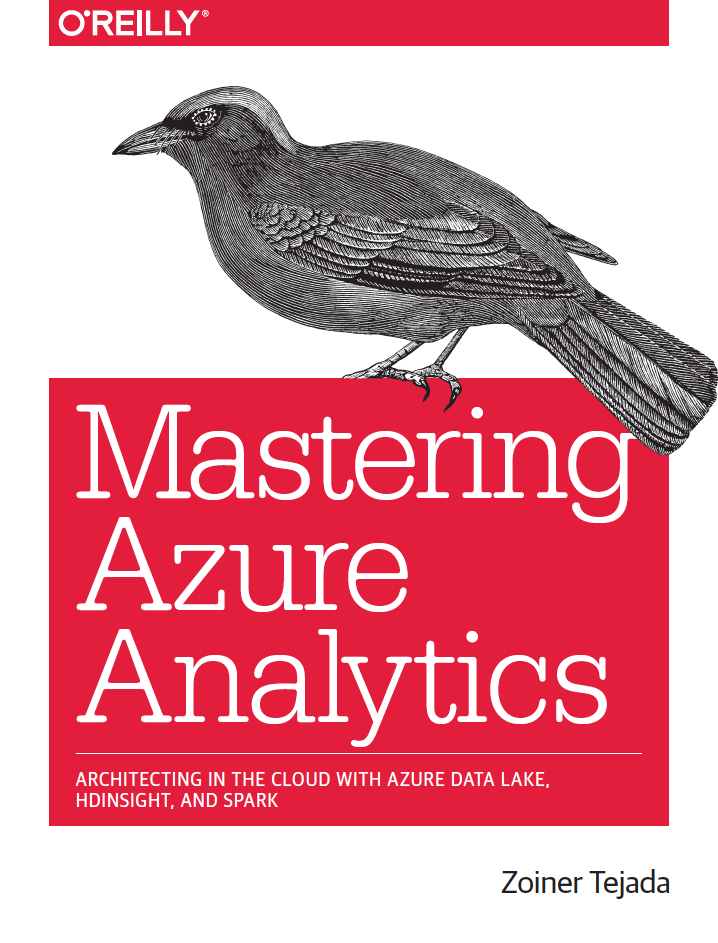 O'REILLY®
Mastering
Azure
Analytics
ARCHITECTING IN THE CLOUD WITH AZURE DATA LAKE,
HDINSIGHT, AND SPARK
Zoiner Tejada